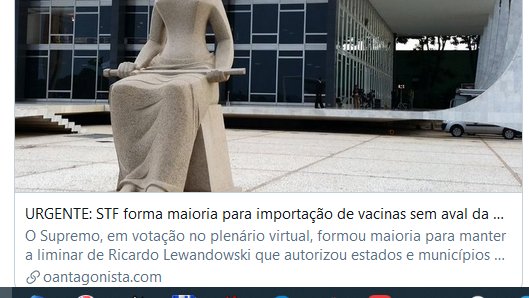 URGENTE: STF forma maioria para importação de vacinas sem aval da ...
O Supremo, em votação no plenário virtual, formou maioria para manter
a liminar de Ricardo Lewandowski que autorizou estados e municípios ...
oantagonista.com